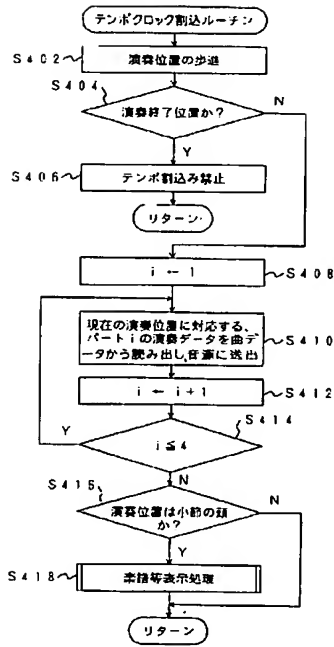 テンポクロック割込ルーチン
S402
演奏位置の歩進
S404
演奏終了位置か?
N
Y
S406
テンポ割込み禁止
リターン
i ← 1
S408
現在の演奏位置に対応する、
パートiの演奏データを曲デ
ータから読み出し、音源に送出
S410
i ← i+1
S412
S414
Y
i≦4
N
S416
演奏位置は小節の頭
か?
N
Y
S418
楽譜等表示処理
リターン